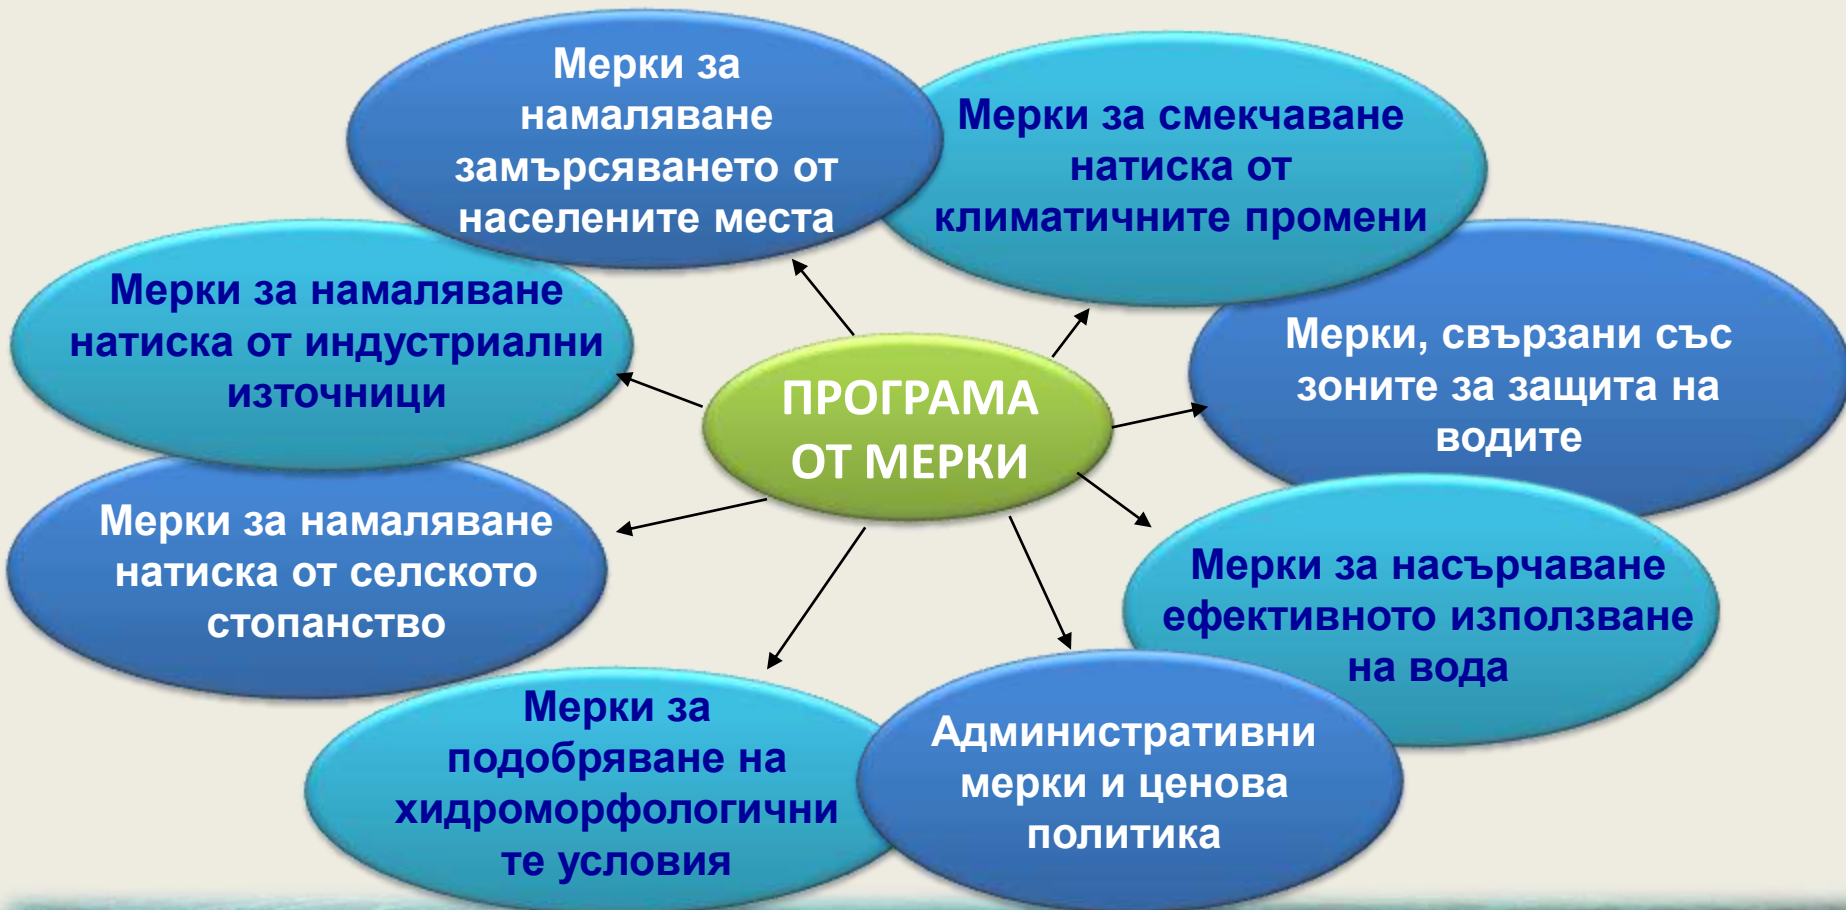 Мерки за
намаляване
замърсяването от
населените места
Мерки за смекчаване
натиска от
климатичните промени
Мерки за намаляване
натиска от индустриални
източници
Мерки, свързани със
зоните за защита на
водите
ПРОГРАМА
ОТ МЕРКИ
Мерки за намаляване
натиска от селското
стопанство
Мерки за насърчаване
ефективното използване
на вода
Мерки за
подобряване на
хидроморфологични
те условия
Административни
мерки и ценова
политика